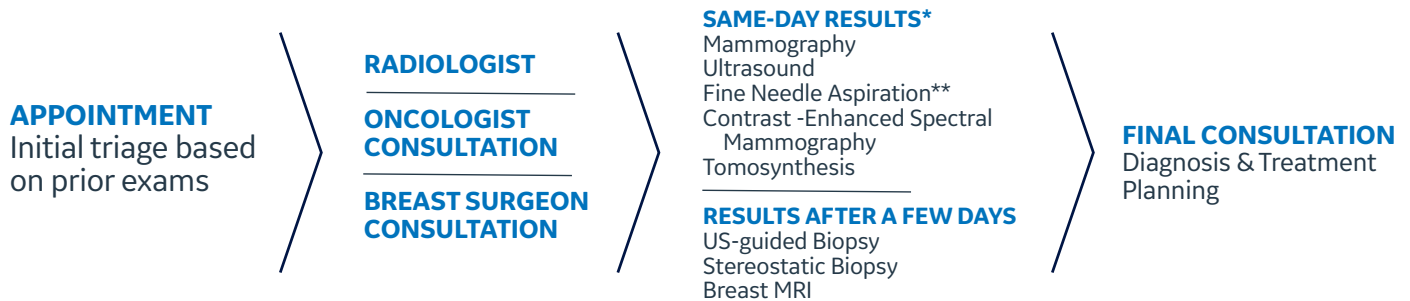 APPOINTMENT
Initial triage based
on prior exams
RADIOLOGIST
ONCOLOGIST
CONSULTATION
BREAST SURGEON
CONSULTATION
SAME-DAY RESULTS*
Mammography
Ultrasound
Fine Needle Aspiration**
Contrast -Enhanced Spectral
Mammography
Tomosynthesis
RESULTS AFTER A FEW DAYS
US-guided Biopsy
Stereostatic Biopsy
Breast MRI
FINAL CONSULTATION
Diagnosis & Treatment
Planning